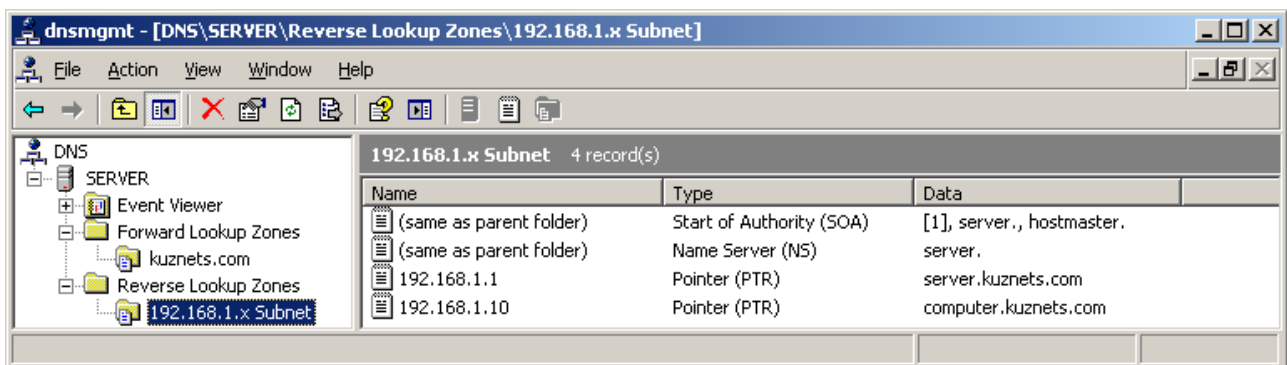 dnsmgmt - [DNS\SERVER\Reverse Lookup Zones\192.168.1.x Subnet]
File Action View Window Help
DNS
SERVER
Event Viewer
Forward Lookup Zones
kuznets.com
Reverse Lookup Zones
192.168.1.x Subnet
192.168.1.x Subnet 4 record(s)
Name Type Data
(same as parent folder) Start of Authority (SOA) [1], server., hostmaster.
(same as parent folder) Name Server (NS) server.
192.168.1.1 Pointer (PTR) server.kuznets.com
192.168.1.10 Pointer (PTR) computer.kuznets.com